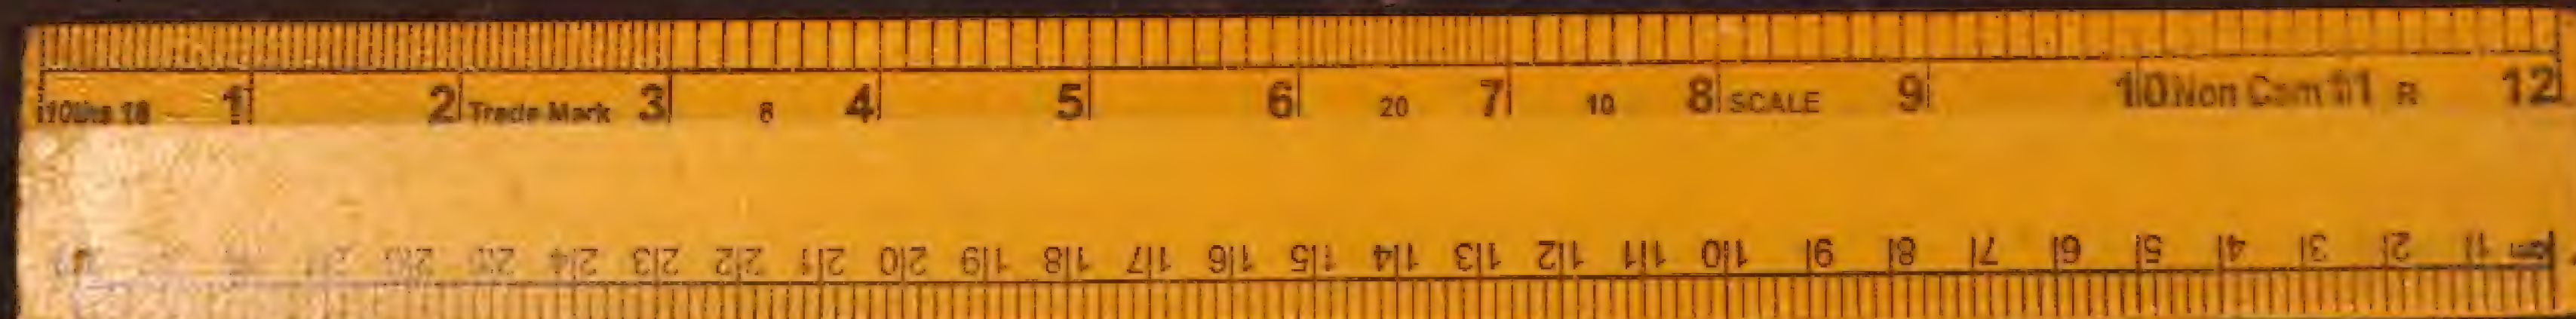 10ths 1 2 Trade Mark 3 8 4 5 6 20 7 10 8 SCALE 9 10 Non Com 11 R 12
cm 1 2 3 4 5 6 7 8 9 10 11 12 13 14 15 16 17 18 19 20 21 22 23 24 25 26